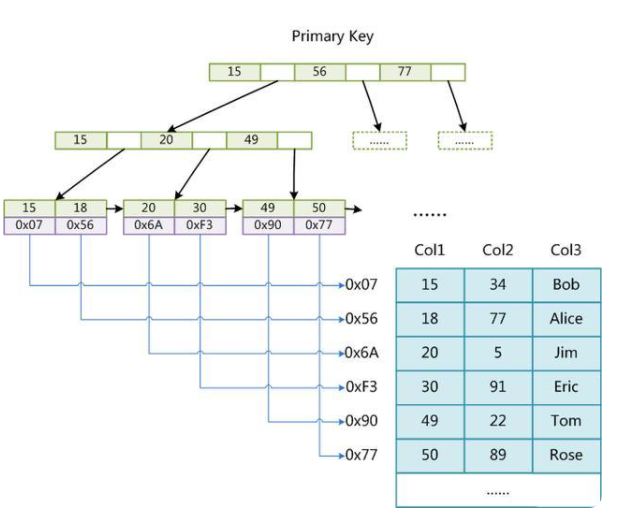 Primary Key
15 56 77
15 20 49
...... ......
15 18 20 30 49 50
0x07 0x56 0x6A 0xF3 0x90 0x77
......
Col1 Col2 Col3
0x07 15 34 Bob
0x56 18 77 Alice
0x6A 20 5 Jim
0xF3 30 91 Eric
0x90 49 22 Tom
0x77 50 89 Rose
......